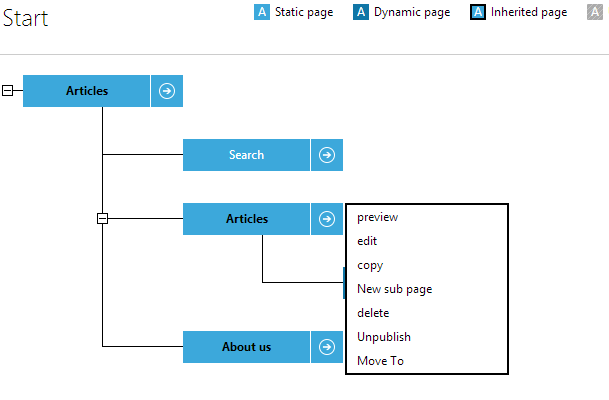 Start
A Static page
A Dynamic page
A Inherited page
A
Articles
Search
Articles
preview
edit
copy
New sub page
delete
Unpublish
Move To
About us